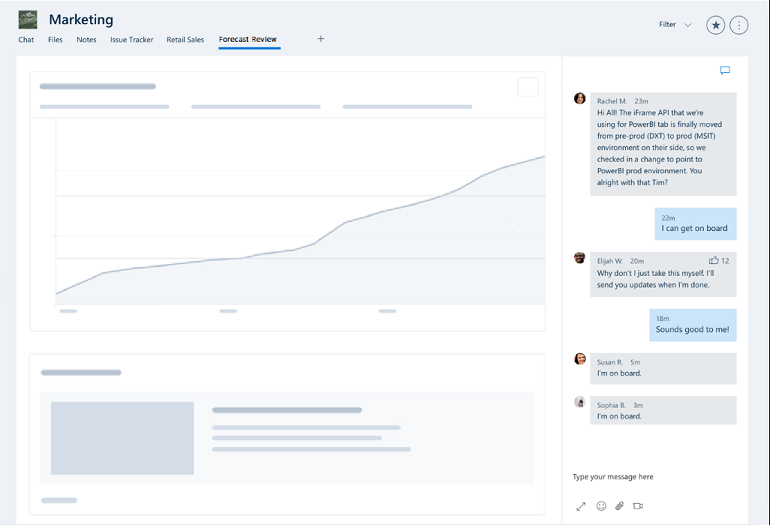 Marketing
Filter
Chat Files Notes Issue Tracker Retail Sales Forecast Review +
Rachel M. 23m
Hi All! The iFrame API that we're
using for PowerBI tab is finally moved
from pre-prod (DXT) to prod (MSIT)
environment on their side, so we
checked in a change to point to
PowerBI prod environment. You
alright with that Tim?
22m
I can get on board
Elijah W. 20m 12
Why don't I just take this myself. I'll
send you updates when I'm done.
18m
Sounds good to me!
Susan R. 5m
I'm on board.
Sophia B. 3m
I'm on board.
Type your message here